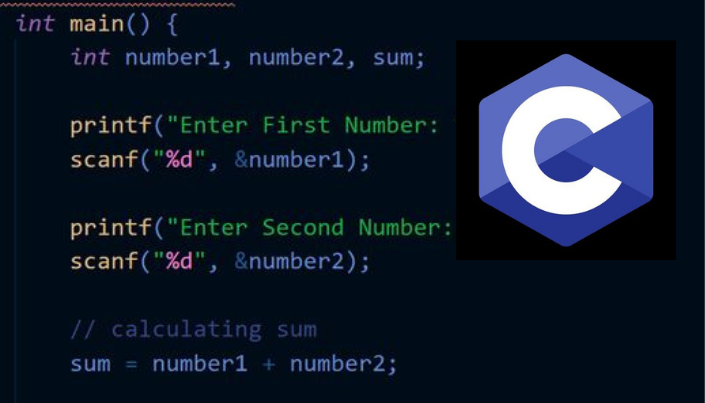 int main() {
int number1, number2, sum;
printf("Enter First Number:
scanf("%d", &number1);
printf("Enter Second Number:
scanf("%d", &number2);
// calculating sum
sum = number1 + number2;
C